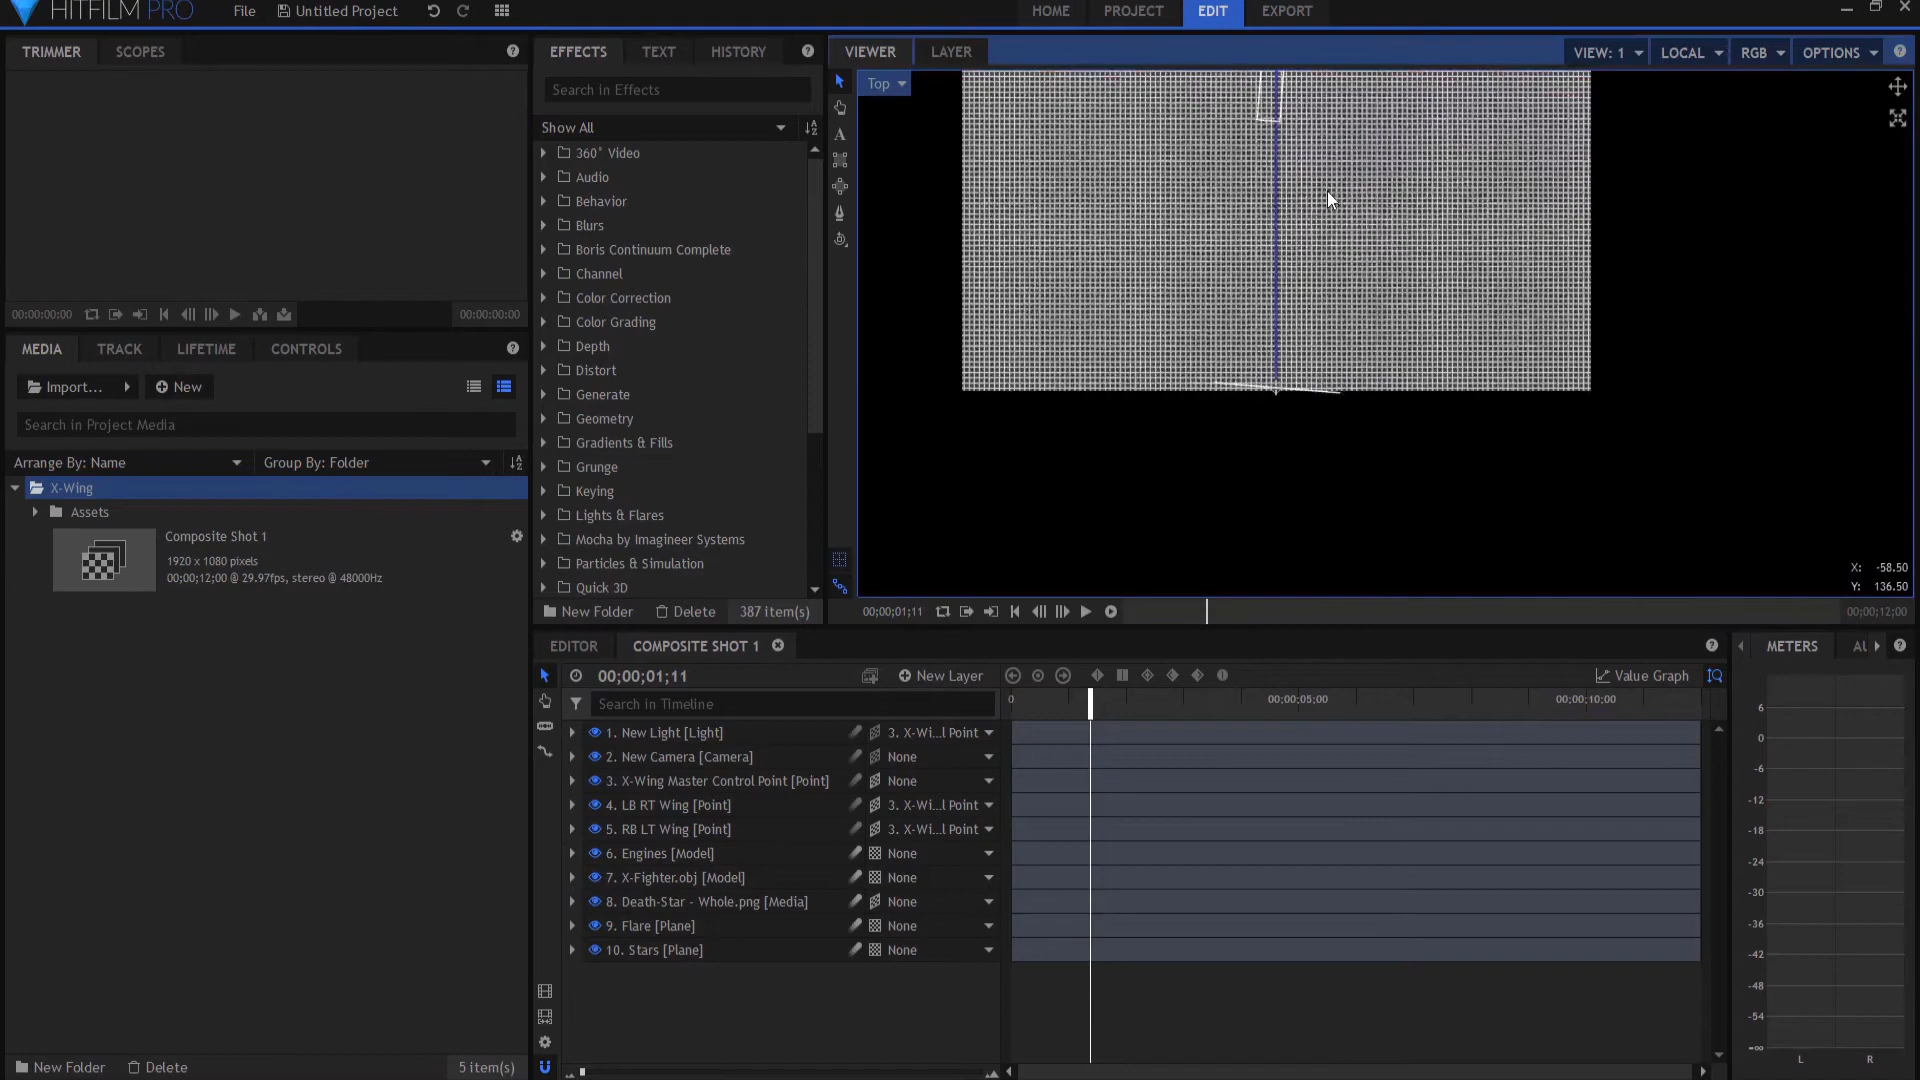 HITFILM PRO
File
Untitled Project
HOME
PROJECT
EDIT
EXPORT
TRIMMER
SCOPES
00:00:00:00
00:00:00:00
MEDIA
TRACK
LIFETIME
CONTROLS
Import...
New
Search in Project Media
Arrange By: Name
Group By: Folder
X-Wing
Assets
Composite Shot 1
1920 x 1080 pixels
00;00;12;00 @ 29.97fps, stereo @ 48000Hz
New Folder
Delete
5 item(s)
EFFECTS
TEXT
HISTORY
Search in Effects
Show All
360° Video
Audio
Behavior
Blurs
Boris Continuum Complete
Channel
Color Correction
Color Grading
Depth
Distort
Generate
Geometry
Gradients & Fills
Grunge
Keying
Lights & Flares
Mocha by Imagineer Systems
Particles & Simulation
Quick 3D
New Folder
Delete
387 item(s)
VIEWER
LAYER
VIEW: 1
LOCAL
RGB
OPTIONS
Top
X: -58.50
Y: 136.50
00;00;01;11
00;00;12;00
EDITOR
COMPOSITE SHOT 1
00;00;01;11
New Layer
Value Graph
Search in Timeline
0
00;00;05;00
00;00;10;00
1. New Light [Light] 3. X-Wi...l Point
2. New Camera [Camera] None
3. X-Wing Master Control Point [Point] None
4. LB RT Wing [Point] 3. X-Wi...l Point
5. RB LT Wing [Point] 3. X-Wi...l Point
6. Engines [Model] None
7. X-Fighter.obj [Model] None
8. Death-Star - Whole.png [Media] None
9. Flare [Plane] None
10. Stars [Plane] None
METERS
AU
6
0
-6
-12
-18
-24
-30
-36
-42
-48
-54
-∞
L
R